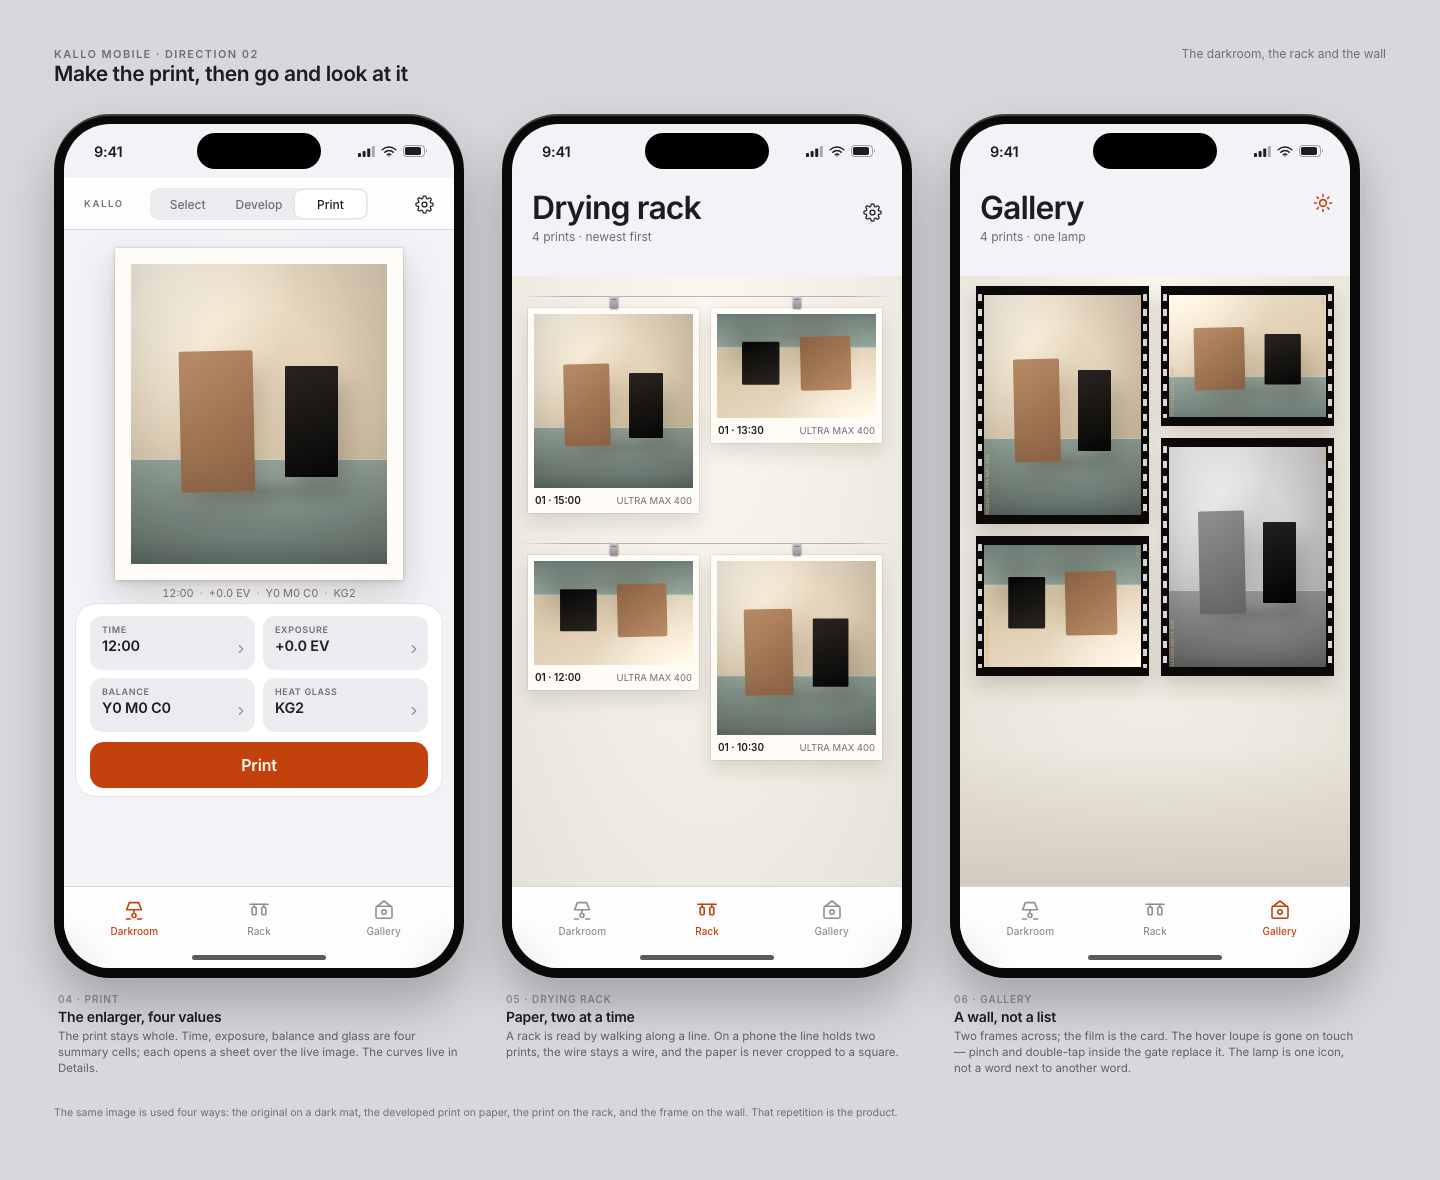 KALLO MOBILE · DIRECTION 02
Make the print, then go and look at it
The darkroom, the rack and the wall
9:41
KALLO
Select
Develop
Print
12:00 · +0.0 EV · Y0 M0 C0 · KG2
TIME
12:00
EXPOSURE
+0.0 EV
BALANCE
Y0 M0 C0
HEAT GLASS
KG2
Print
Darkroom
Rack
Gallery
9:41
Drying rack
4 prints · newest first
01 · 15:00 ULTRA MAX 400
01 · 13:30 ULTRA MAX 400
01 · 12:00 ULTRA MAX 400
01 · 10:30 ULTRA MAX 400
Darkroom
Rack
Gallery
9:41
Gallery
4 prints · one lamp
Darkroom
Rack
Gallery
04 · PRINT
The enlarger, four values
The print stays whole. Time, exposure, balance and glass are four
summary cells; each opens a sheet over the live image. The curves live in
Details.
05 · DRYING RACK
Paper, two at a time
A rack is read by walking along a line. On a phone the line holds two
prints, the wire stays a wire, and the paper is never cropped to a square.
06 · GALLERY
A wall, not a list
Two frames across; the film is the card. The hover loupe is gone on touch
— pinch and double-tap inside the gate replace it. The lamp is one icon,
not a word next to another word.
The same image is used four ways: the original on a dark mat, the developed print on paper, the print on the rack, and the frame on the wall. That repetition is the product.